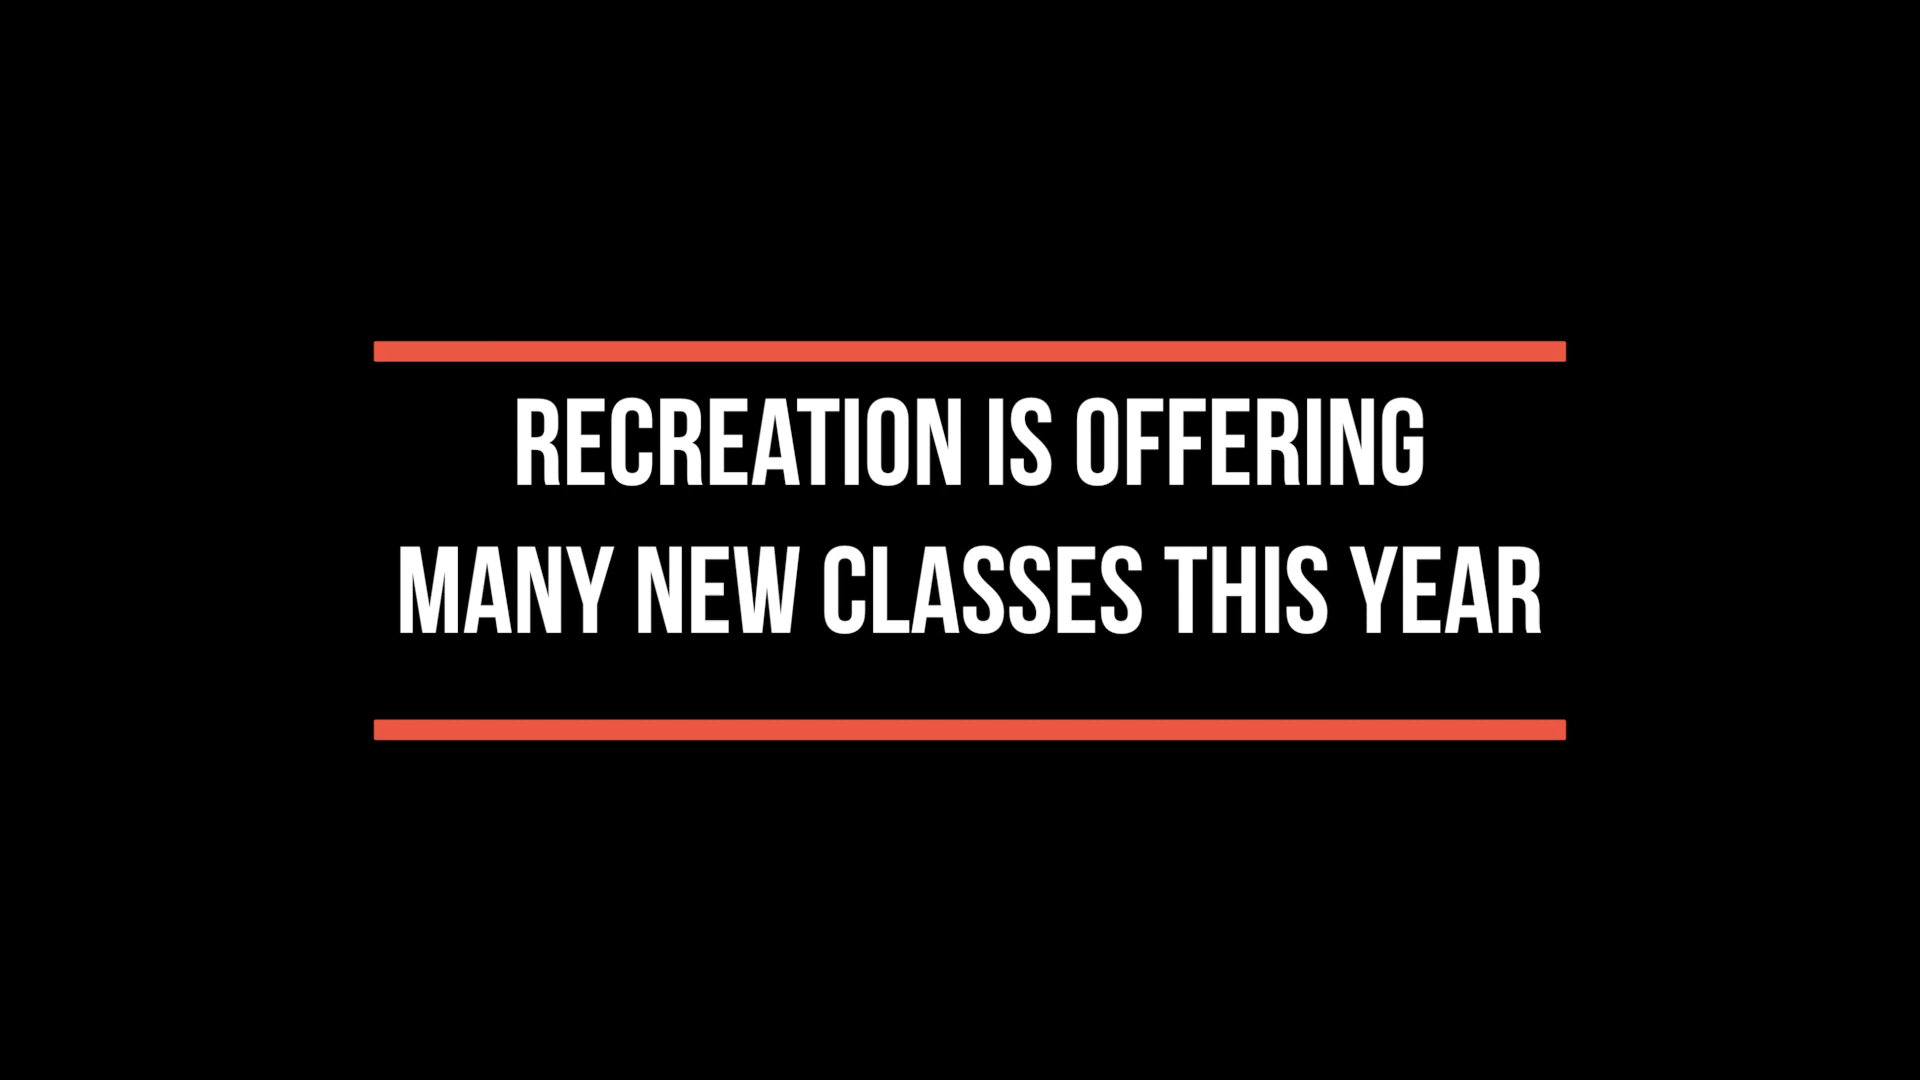 RECREATION IS OFFERING
MANY NEW CLASSES THIS YEAR